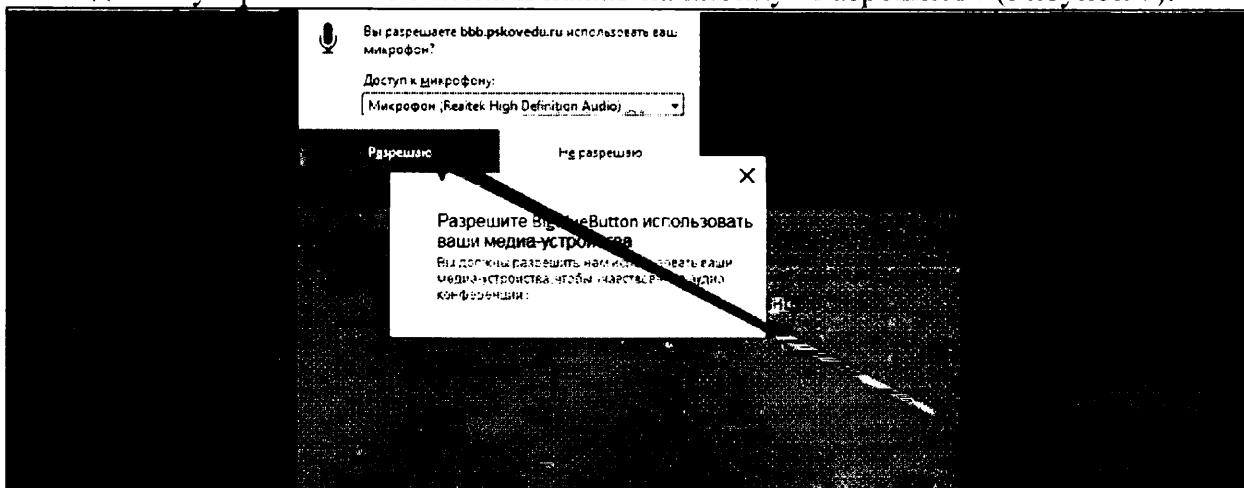 Вы разрешаете bbb.pskovedu.ru использовать ваш
микрофон?
Доступ к микрофону:
Микрофон (Realtek High Definition Audio)
Разрешаю
Не разрешаю
Разрешите BigBlueButton использовать
ваши медиа-устройства
Вы должны разрешить нам использовать ваши
медиа-устройства, чтобы участвовать в аудио
конференции :